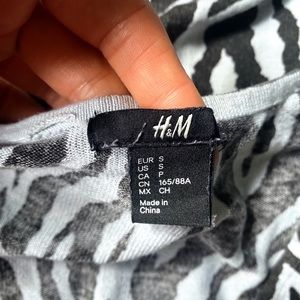 H&M
EUR S
US S
CA P
CN 165/88A
MX CH
Made in
China